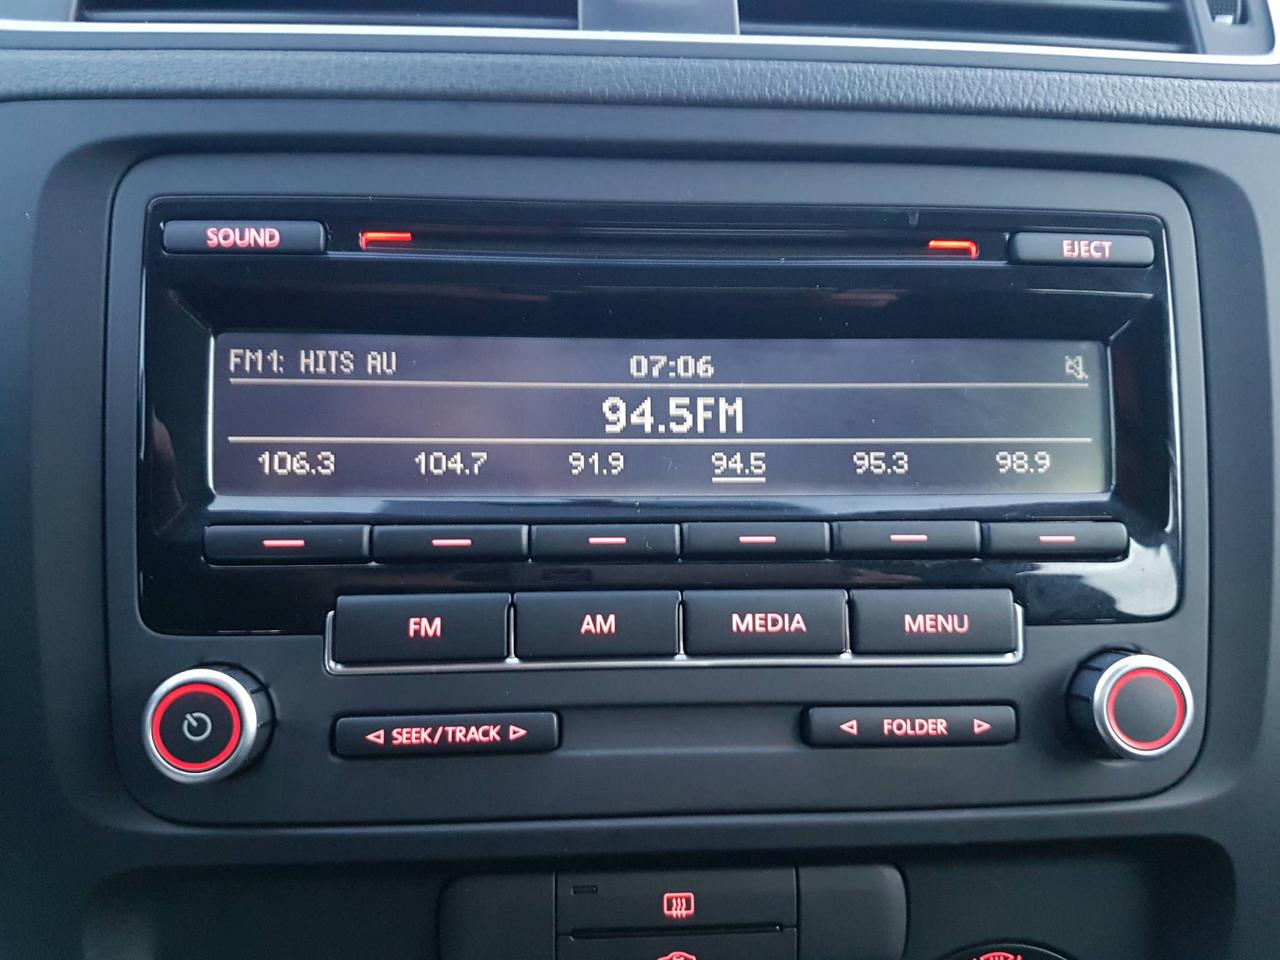 SOUND
EJECT
FM1: HITS AU 07:06
94.5FM
106.3 104.7 91.9 94.5 95.3 98.9
FM AM MEDIA MENU
SEEK/TRACK FOLDER